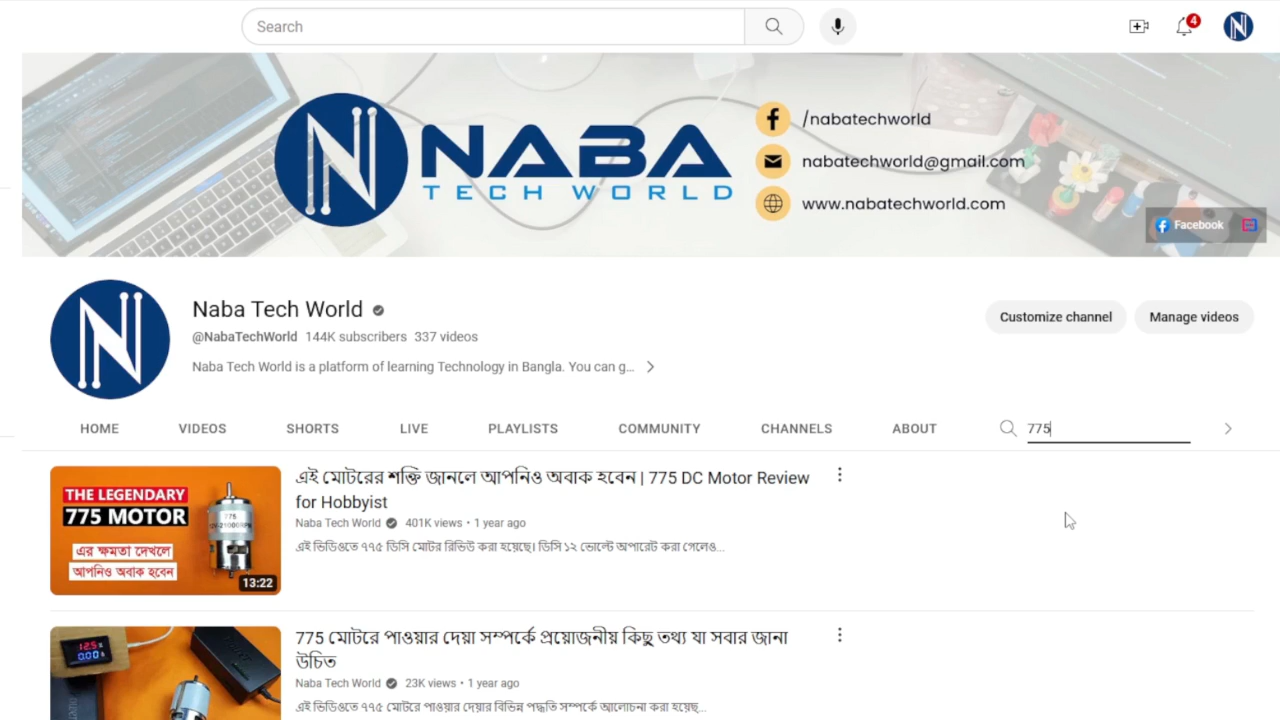 Search
4
NABA
TECH WORLD
/nabatechworld
nabatechworld@gmail.com
www.nabatechworld.com
Facebook
Naba Tech World
@NabaTechWorld 144K subscribers 337 videos
Naba Tech World is a platform of learning Technology in Bangla. You can g...
Customize channel
Manage videos
HOME VIDEOS SHORTS LIVE PLAYLISTS COMMUNITY CHANNELS ABOUT 775
THE LEGENDARY
775 MOTOR
এর ক্ষমতা দেখলে
আপনিও অবাক হবেন
775
13:22
এই মোটরের শক্তি জানলে আপনিও অবাক হবেন | 775 DC Motor Review
for Hobbyist
Naba Tech World 401K views • 1 year ago
এই ভিডিওতে ৭৭৫ ডিসি মোটর রিভিউ করা হয়েছে। ডিসি ১২ ভোল্টে অপারেট করা গেলেও...
12.5
0.00
775 মোটরে পাওয়ার দেয়া সম্পর্কে প্রয়োজনীয় কিছু তথ্য যা সবার জানা
উচিত
Naba Tech World 23K views • 1 year ago
এই ভিডিওতে ৭৭৫ মোটরে পাওয়ার দেয়ার বিভিন্ন পদ্ধতি সম্পর্কে আলোচনা করা হয়েছ...